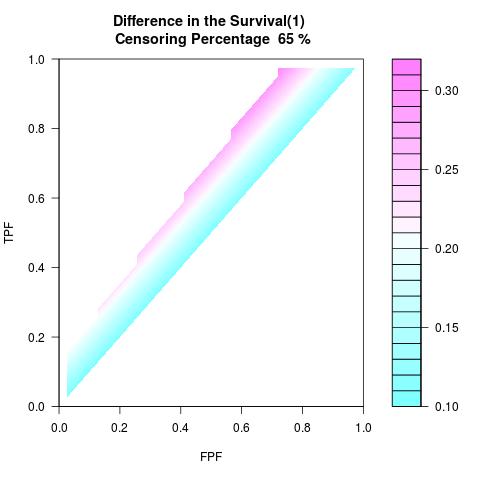 Difference in the Survival(1)
Censoring Percentage  65 %
1.0
0.8
0.6
0.4
0.2
0.0
TPF
0.0 0.2 0.4 0.6 0.8 1.0
FPF
0.30
0.25
0.20
0.15
0.10